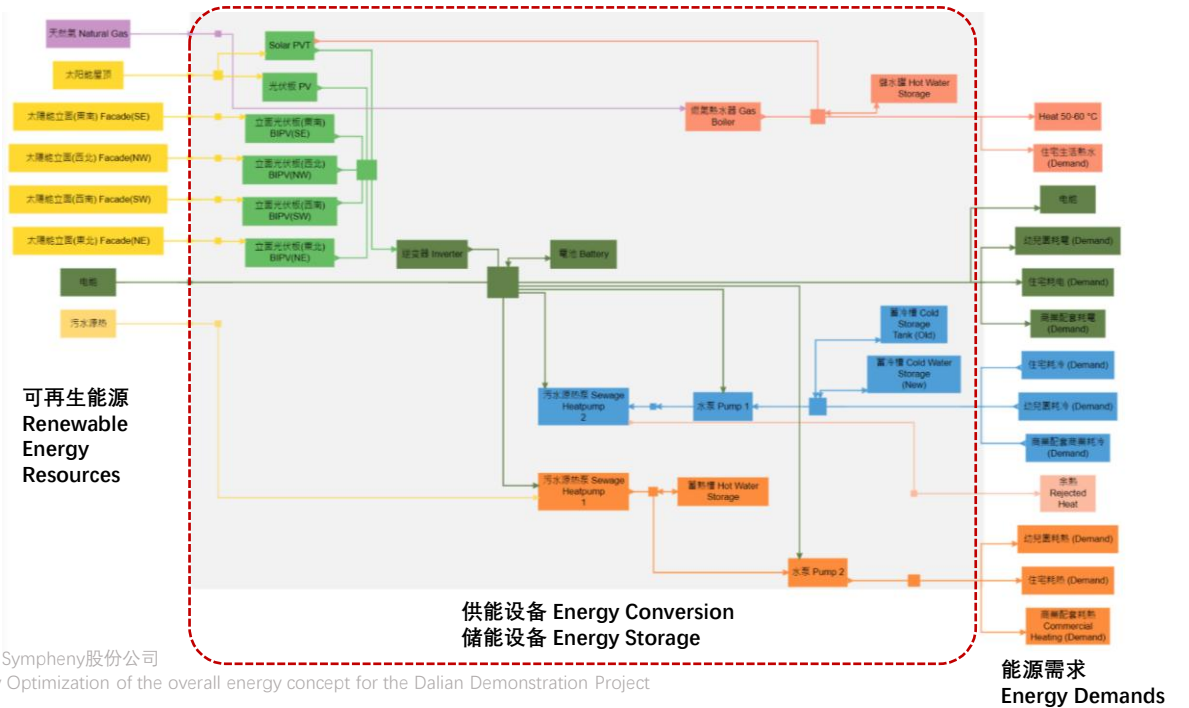 天然氣 Natural Gas
太阳能屋顶
太陽能立面(東南) Facade(SE)
太陽能立面(西北) Facade(NW)
太陽能立面(西南) Facade(SW)
太陽能立面(東北) Facade(NE)
电能
污水源热
可再生能源
Renewable
Energy
Resources
Solar PVT
光伏板 PV
立面光伏板(東南)
BIPV(SE)
立面光伏板(西北)
BIPV(NW)
立面光伏板(西南)
BIPV(SW)
立面光伏板(東北)
BIPV(NE)
逆变器 Inverter
電池 Battery
燃氣熱水器 Gas
Boiler
儲水罐 Hot Water
Storage
蓄冷槽 Cold
Storage
Tank (Old)
蓄冷槽 Cold Water
Storage
(New)
污水源热泵 Sewage
Heatpump
2
水泵 Pump 1
污水源热泵 Sewage
Heatpump
1
蓄熱槽 Hot Water
Storage
水泵 Pump 2
供能设备 Energy Conversion
储能设备 Energy Storage
Heat 50-60 °C
住宅生活熱水
(Demand)
电能
幼兒園耗電 (Demand)
住宅耗电 (Demand)
商業配套耗電
(Demand)
住宅耗冷 (Demand)
幼兒園耗冷 (Demand)
商業配套商業耗冷
(Demand)
余熱
Rejected
Heat
幼兒園耗熱 (Demand)
住宅耗热 (Demand)
商業配套耗熱
Commercial
Heating (Demand)
能源需求
Energy Demands
Sympheny股份公司
Optimization of the overall energy concept for the Dalian Demonstration Project